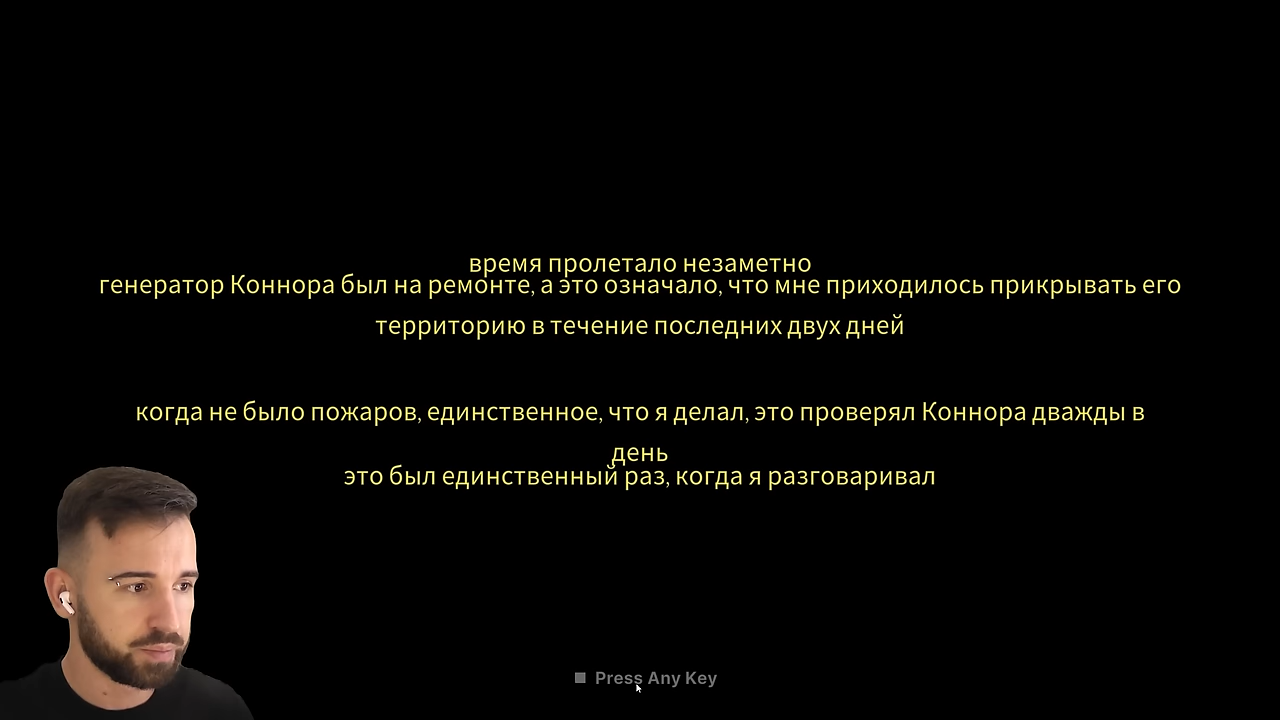 время пролетало незаметно
генератор Коннора был на ремонте, а это означало, что мне приходилось прикрывать его
территорию в течение последних двух дней
когда не было пожаров, единственное, что я делал, это проверял Коннора дважды в
день
это был единственный раз, когда я разговаривал
Press Any Key